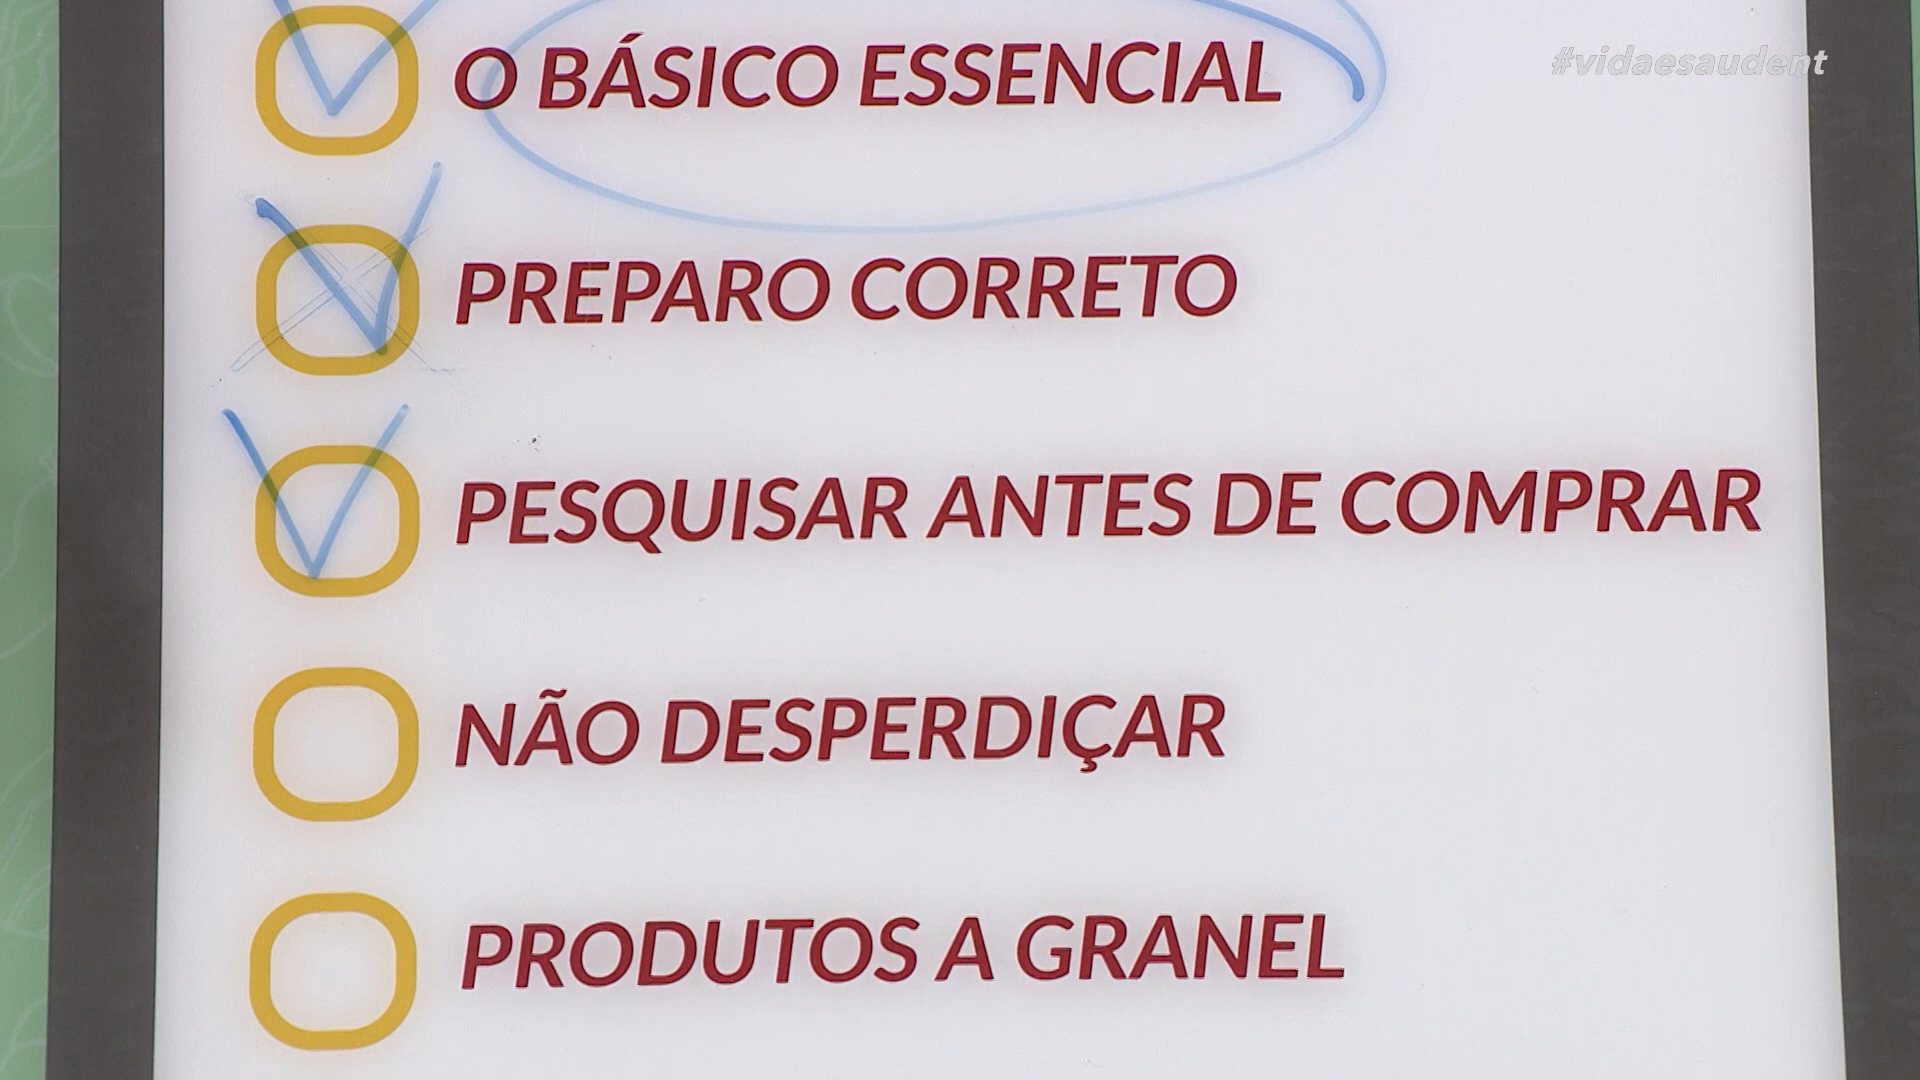 #vidaesaudent
O BÁSICO ESSENCIAL
PREPARO CORRETO
PESQUISAR ANTES DE COMPRAR
NÃO DESPERDIÇAR
PRODUTOS A GRANEL